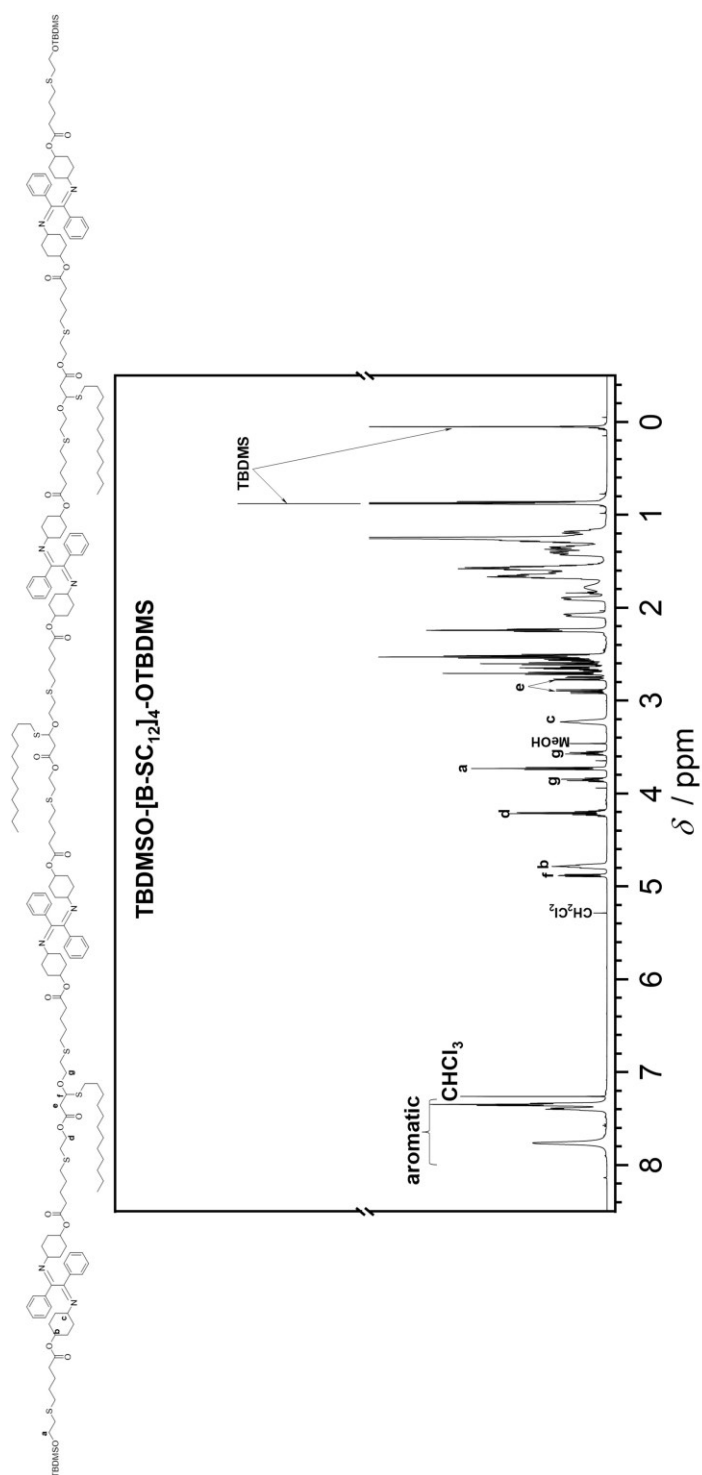 TBDMSO
a
S
O
O
b
c
N
N
O
O
S
d
O
O
e
f
S
O
g
S
O
O
N
N
O
O
S
O
O
S
O
S
O
O
N
N
O
O
S
O
S
O
O
S
O
O
N
N
O
O
S
OTBDMS
TBDMSO-[B-SC₁₂]₄-OTBDMS
TBDMS
aromatic
CHCl₃
CH₂Cl₂
f
b
d
g
a
g
MeOH
c
e
8 7 6 5 4 3 2 1 0
δ / ppm